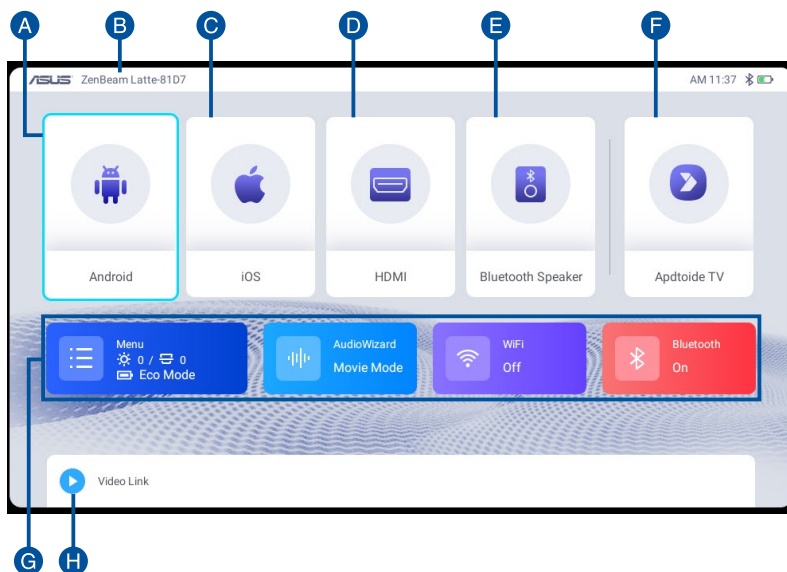 A B C D E F
ASUS ZenBeam Latte-81D7 AM 11:37
Android iOS HDMI Bluetooth Speaker Apdtoide TV
Menu AudioWizard WiFi Bluetooth
0 / 0 Movie Mode Off On
Eco Mode
Video Link
G H